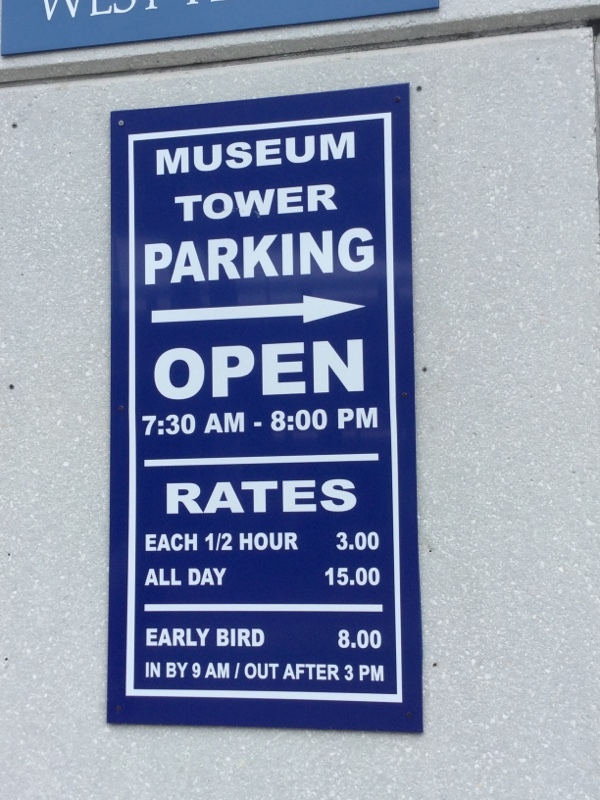 WEST
MUSEUM
TOWER
PARKING
OPEN
7:30 AM - 8:00 PM
RATES
EACH 1/2 HOUR 3.00
ALL DAY 15.00
EARLY BIRD 8.00
IN BY 9 AM / OUT AFTER 3 PM